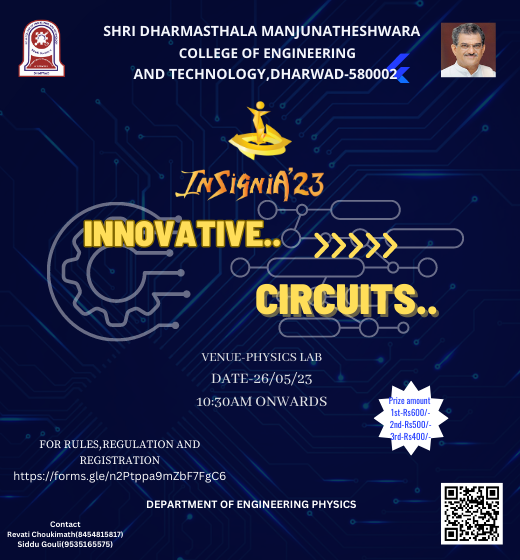 SHRI DHARMASTHALA MANJUNATHESHWARA
COLLEGE OF ENGINEERING
AND TECHNOLOGY,DHARWAD-580002
INSIGNIA'23
INNOVATIVE..
CIRCUITS..
VENUE-PHYSICS LAB
DATE-26/05/23
10:30AM ONWARDS
Prize amount
1st-Rs600/-
2nd-Rs500/-
3rd-Rs400/-
FOR RULES,REGULATION AND
REGISTRATION
https://forms.gle/n2Ptppa9mZbF7FgC6
DEPARTMENT OF ENGINEERING PHYSICS
Contact
Revati Choukimath(8454815817)
Siddu Gouli(9535165575)